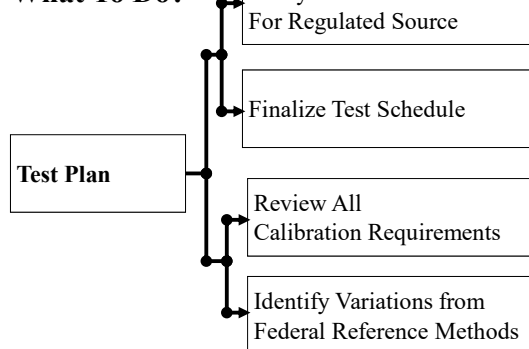 What To Do?
For Regulated Source
Finalize Test Schedule
Test Plan
Review All
Calibration Requirements
Identify Variations from
Federal Reference Methods